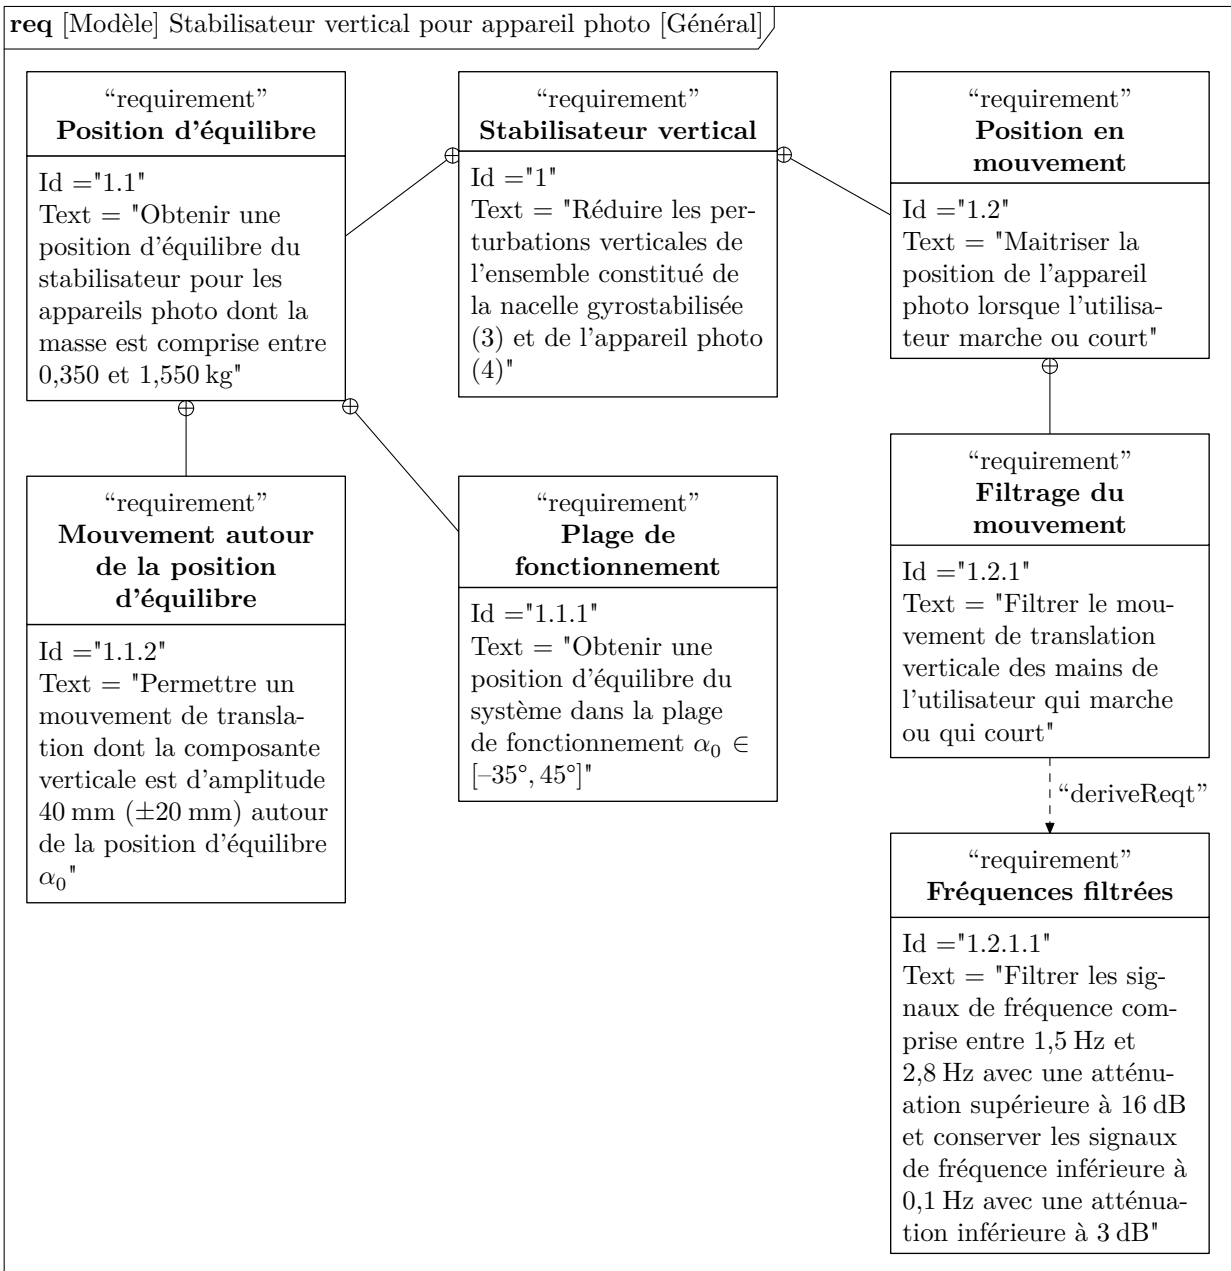 req [Modèle] Stabilisateur vertical pour appareil photo [Général]
“requirement”
Position d'équilibre
Id ="1.1"
Text = "Obtenir une
position d'équilibre du
stabilisateur pour les
appareils photo dont la
masse est comprise entre
0,350 et 1,550 kg"
“requirement”
Stabilisateur vertical
Id ="1"
Text = "Réduire les per-
turbations verticales de
l'ensemble constitué de
la nacelle gyrostabilisée
(3) et de l'appareil photo
(4)"
“requirement”
Position en
mouvement
Id ="1.2"
Text = "Maitriser la
position de l'appareil
photo lorsque l'utilisa-
teur marche ou court"
“requirement”
Mouvement autour
de la position
d'équilibre
Id ="1.1.2"
Text = "Permettre un
mouvement de transla-
tion dont la composante
verticale est d'amplitude
40 mm (±20 mm) autour
de la position d'équilibre
α₀"
“requirement”
Plage de
fonctionnement
Id ="1.1.1"
Text = "Obtenir une
position d'équilibre du
système dans la plage
de fonctionnement α₀ ∈
[–35°, 45°]"
“requirement”
Filtrage du
mouvement
Id ="1.2.1"
Text = "Filtrer le mou-
vement de translation
verticale des mains de
l'utilisateur qui marche
ou qui court"
“deriveReqt”
“requirement”
Fréquences filtrées
Id ="1.2.1.1"
Text = "Filtrer les sig-
naux de fréquence com-
prise entre 1,5 Hz et
2,8 Hz avec une atténu-
ation supérieure à 16 dB
et conserver les signaux
de fréquence inférieure à
0,1 Hz avec une atténua-
tion inférieure à 3 dB"